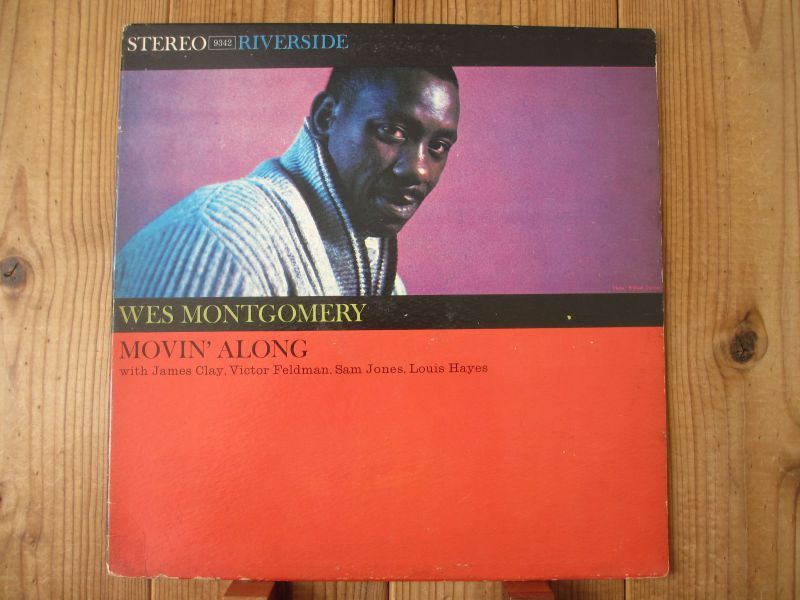 STEREO 9342 RIVERSIDE
WES MONTGOMERY
MOVIN' ALONG
with James Clay, Victor Feldman, Sam Jones, Louis Hayes